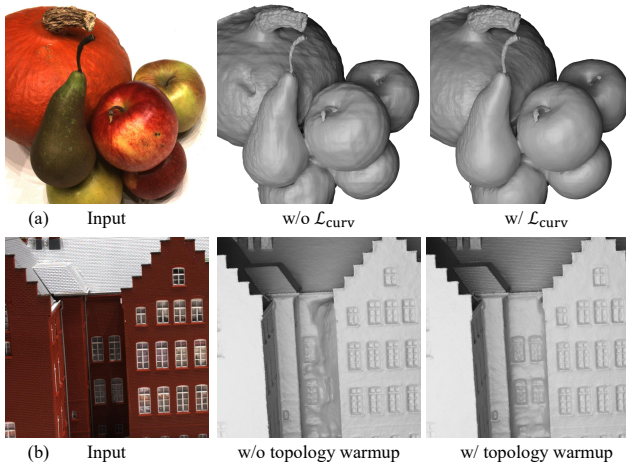 (a) Input w/o ℒcurv w/ ℒcurv
(b) Input w/o topology warmup w/ topology warmup